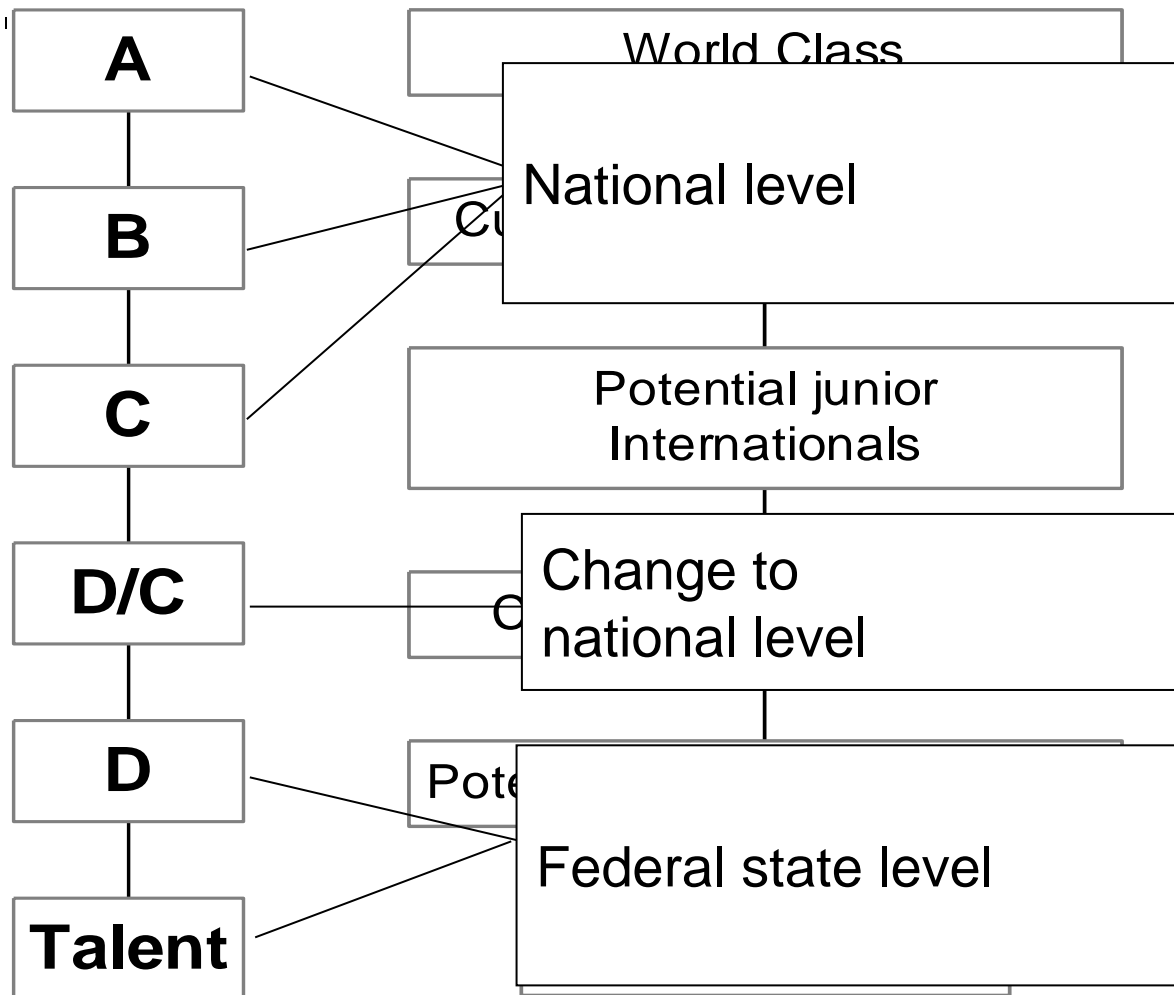 A
World Class
National level
B
C
Potential junior
Internationals
D/C
Change to
national level
D
Federal state level
Talent